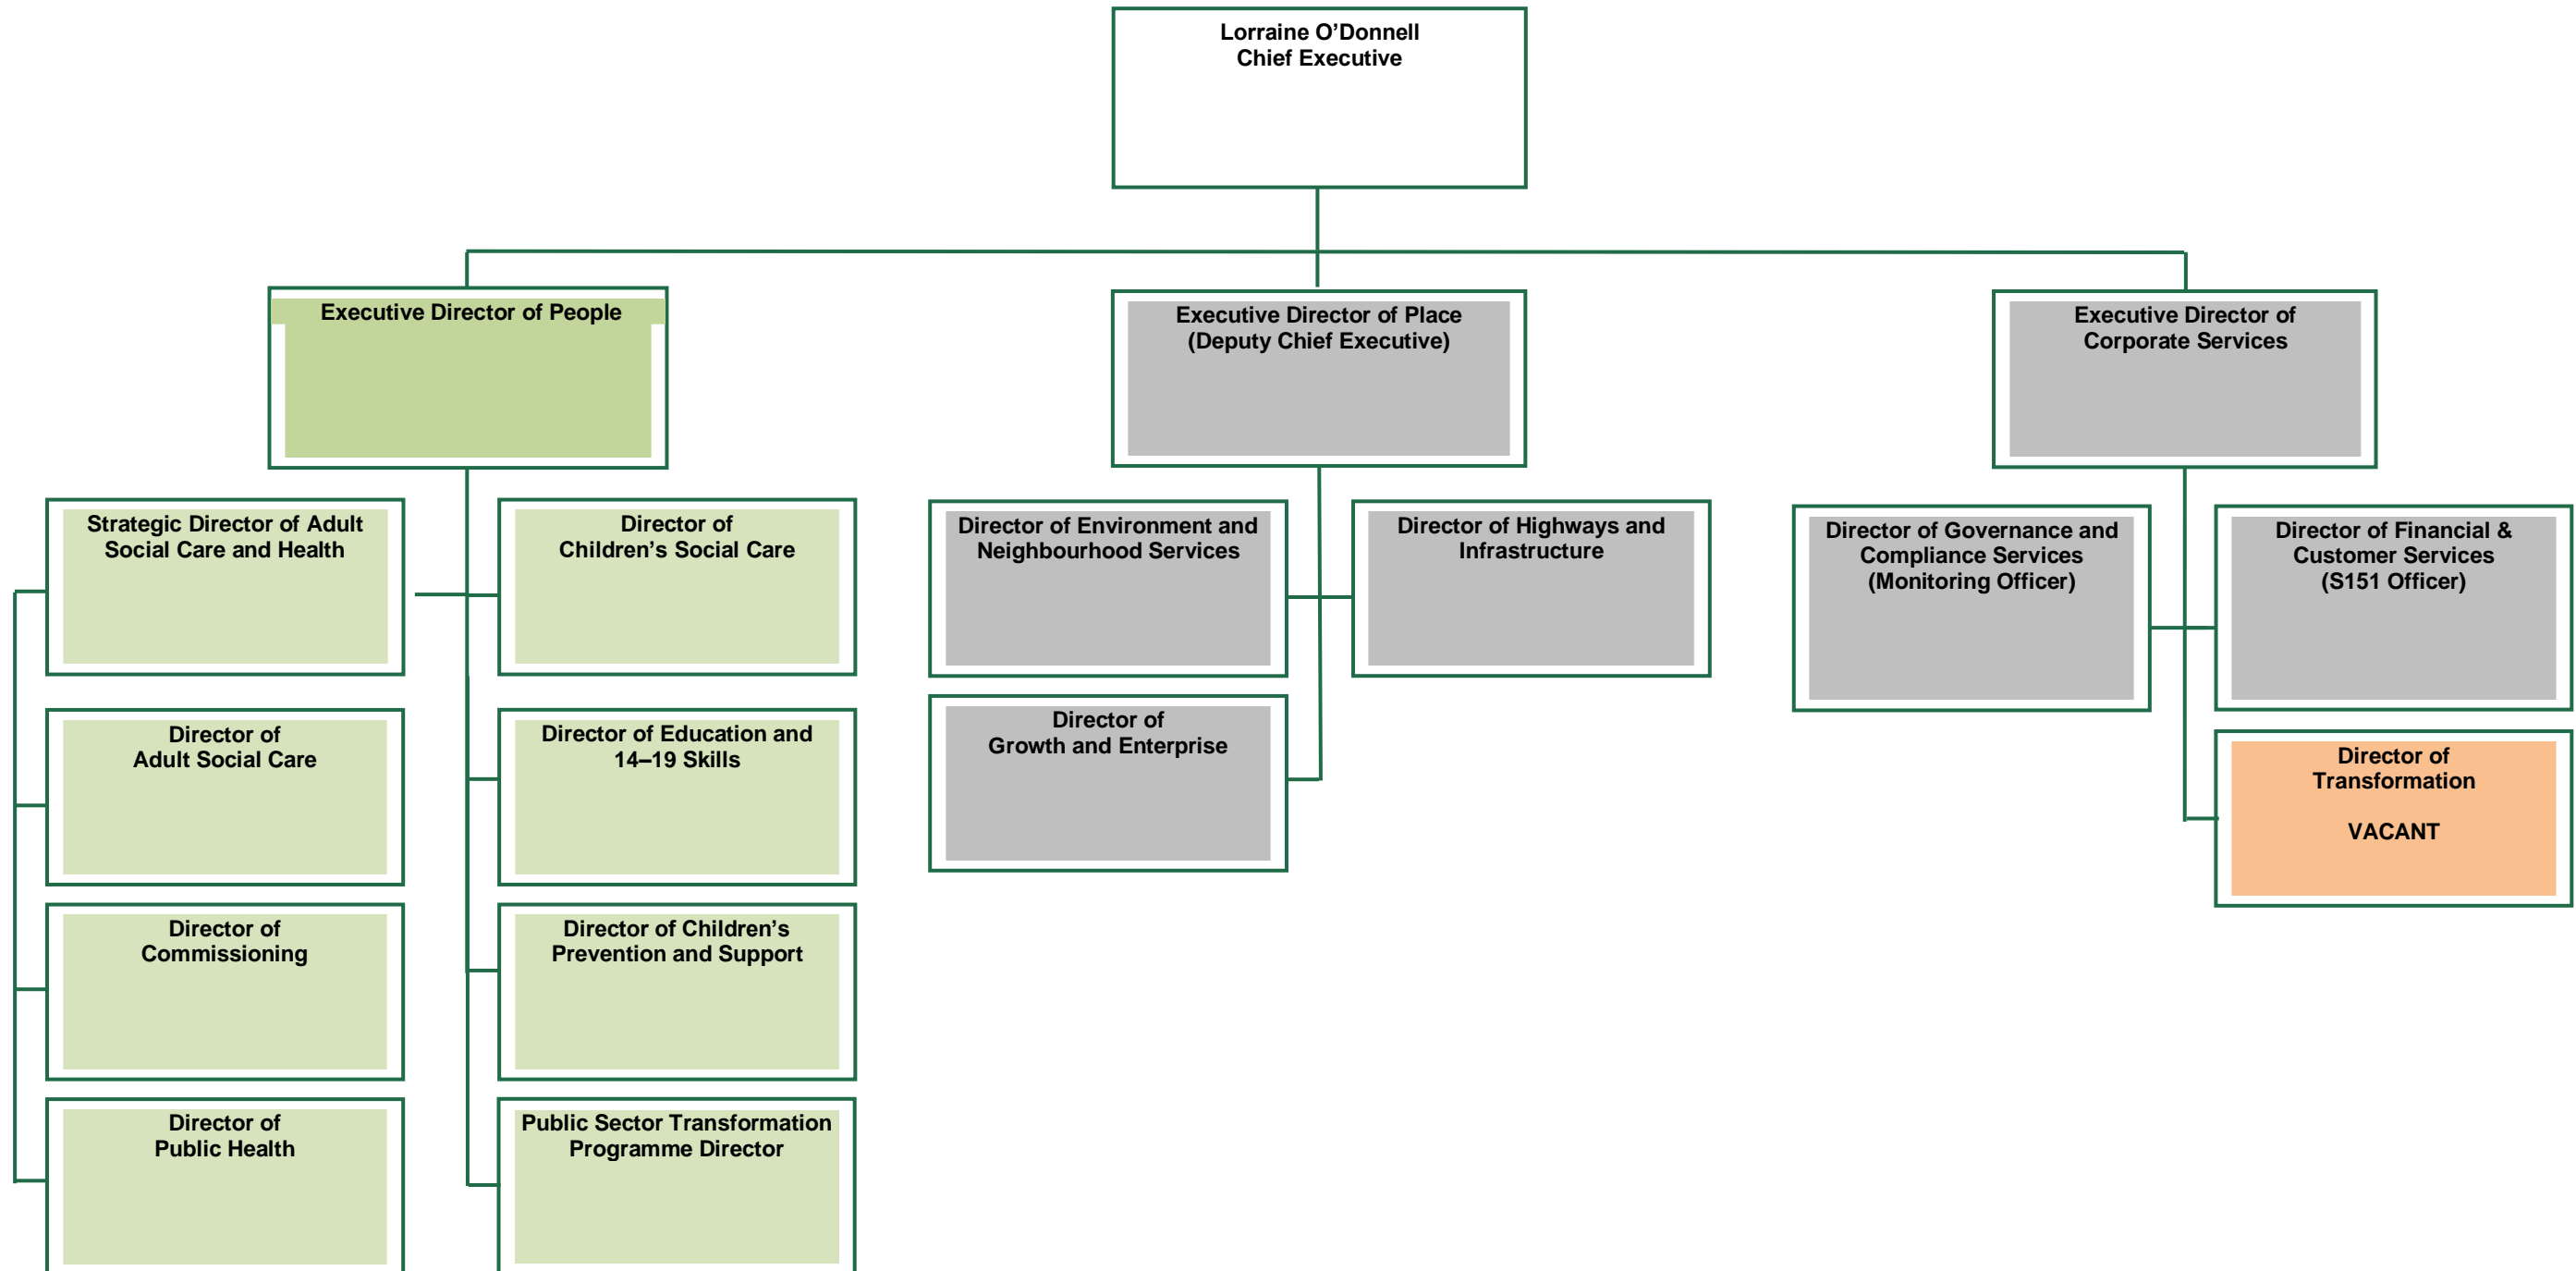 Lorraine O’Donnell
Chief Executive
Executive Director of People
Executive Director of Place
(Deputy Chief Executive)
Executive Director of
Corporate Services
Strategic Director of Adult
Social Care and Health
Director of
Children’s Social Care
Director of Environment and
Neighbourhood Services
Director of Highways and
Infrastructure
Director of Governance and
Compliance Services
(Monitoring Officer)
Director of Financial &
Customer Services
(S151 Officer)
Director of
Adult Social Care
Director of Education and
14–19 Skills
Director of
Growth and Enterprise
Director of
Transformation
VACANT
Director of
Commissioning
Director of Children’s
Prevention and Support
Director of
Public Health
Public Sector Transformation
Programme Director